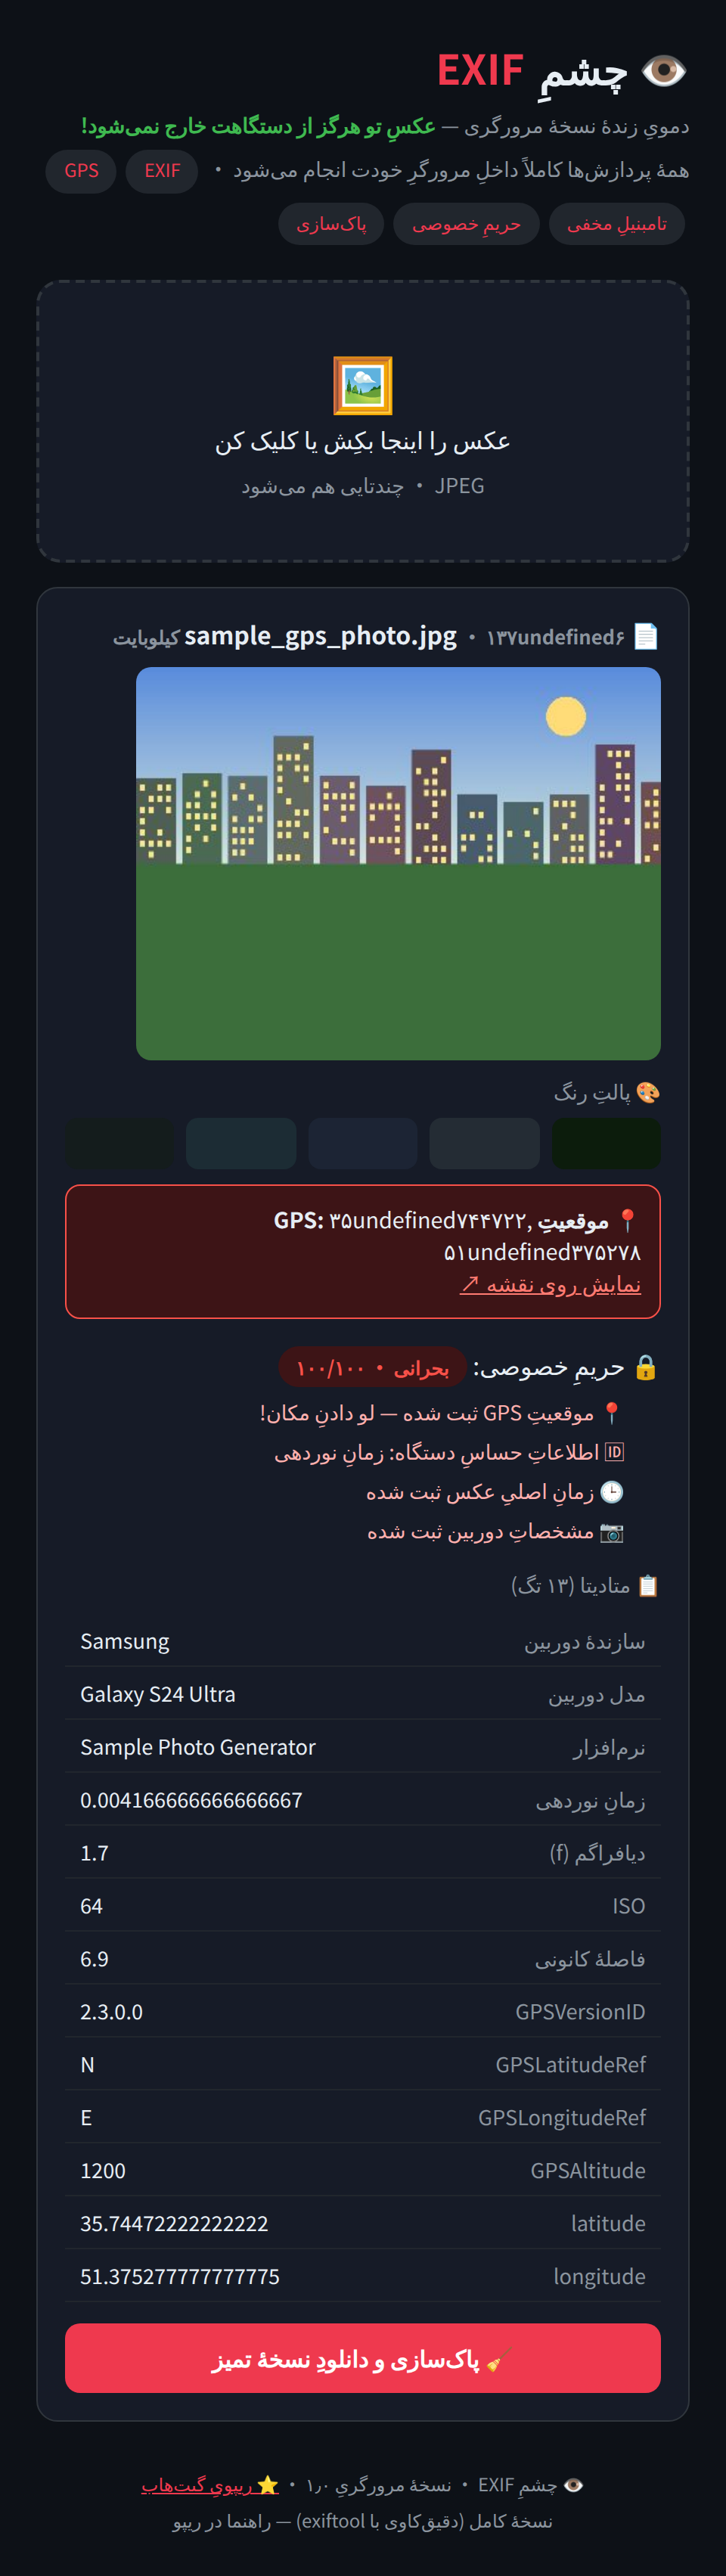 👁️ چشمِ EXIF
دمویِ زندهٔ نسخهٔ مرورگری — عکسِ تو هرگز از دستگاهت خارج نمی‌شود!
همهٔ پردازش‌ها کاملاً داخلِ مرورگرِ خودت انجام می‌شود • EXIF GPS
تامبنیلِ مخفی حریمِ خصوصی پاک‌سازی
🖼️
عکس را اینجا بکِش یا کلیک کن
JPEG • چندتایی هم می‌شود
📄 sample_gps_photo.jpg • ۱۳۷undefined۶ کیلوبایت
🎨 پالتِ رنگ
📍 موقعیتِ GPS: ۳۵undefined۷۴۴۷۲۲,
۵۱undefined۳۷۵۲۷۸
نمایش روی نقشه ↗
🔒 حریمِ خصوصی: بحرانی • ۱۰۰/۱۰۰
📍 موقعیتِ GPS ثبت شده — لو دادنِ مکان!
🆔 اطلاعاتِ حساسِ دستگاه: زمانِ نوردهی
🕒 زمانِ اصلیِ عکس ثبت شده
📷 مشخصاتِ دوربین ثبت شده
📋 متادیتا (۱۳ تگ)
سازندهٔ دوربین Samsung
مدل دوربین Galaxy S24 Ultra
نرم‌افزار Sample Photo Generator
زمانِ نوردهی 0.004166666666666667
دیافراگم (f) 1.7
ISO 64
فاصلهٔ کانونی 6.9
GPSVersionID 2.3.0.0
GPSLatitudeRef N
GPSLongitudeRef E
GPSAltitude 1200
latitude 35.74472222222222
longitude 51.375277777777775
🧹 پاک‌سازی و دانلودِ نسخهٔ تمیز
👁️ چشمِ EXIF • نسخهٔ مرورگریِ ۱٫۰ • ⭐ ریپویِ گیت‌هاب
نسخهٔ کامل (دقیق‌کاوی با exiftool) — راهنما در ریپو